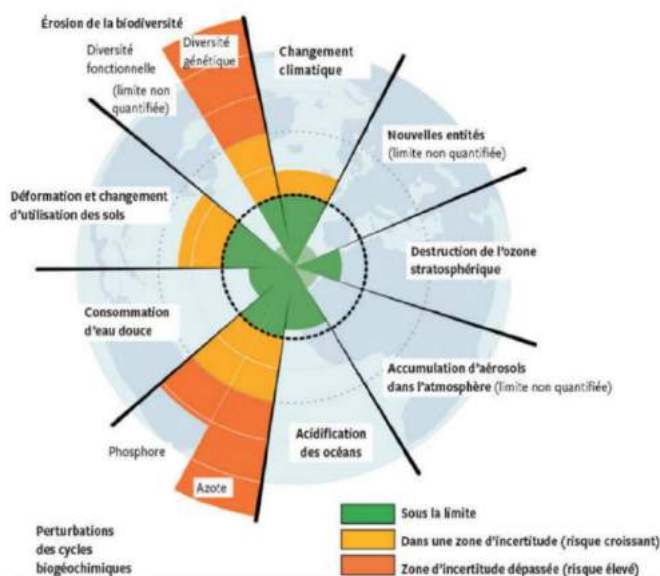 Érosion de la biodiversité
Diversité
fonctionnelle
(limite non
quantifiée)
Diversité
génétique
Changement
climatique
Nouvelles entités
(limite non quantifiée)
Déformation et changement
d'utilisation des sols
Destruction de l'ozone
stratosphérique
Consommation
d'eau douce
Accumulation d'aérosols
dans l'atmosphère (limite non quantifiée)
Phosphore
Azote
Acidification
des océans
Perturbations
des cycles
biogéochimiques
Sous la limite
Dans une zone d'incertitude (risque croissant)
Zone d'incertitude dépassée (risque élevé)